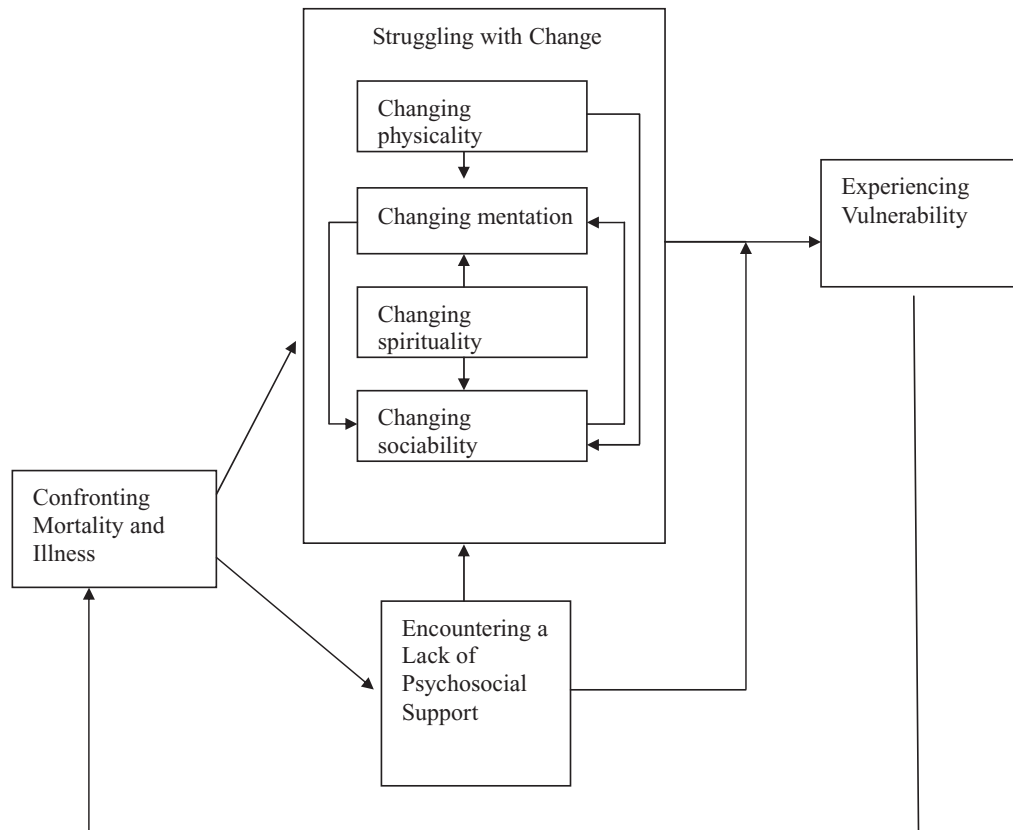 Struggling with Change
Changing
physicality
Changing mentation
Changing
spirituality
Changing
sociability
Experiencing
Vulnerability
Confronting
Mortality and
Illness
Encountering a
Lack of
Psychosocial
Support